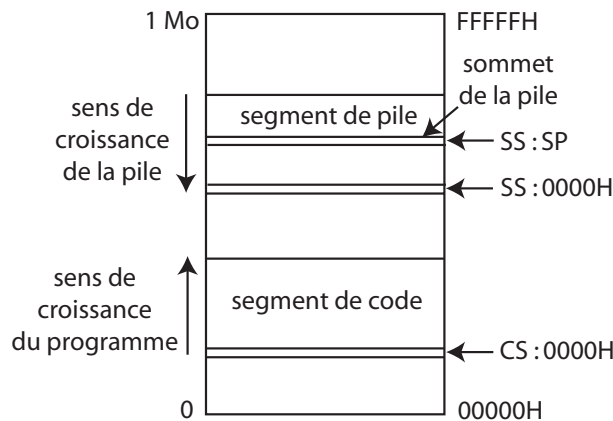 1 Mo
FFFFFH
sommet
de la pile
sens de
croissance
de la pile
segment de pile
SS : SP
SS : 0000H
sens de
croissance
du programme
segment de code
CS : 0000H
0
00000H